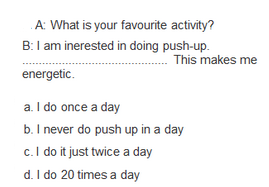 A: What is your favourite activity?
B: I am inerested in doing push-up.
................................................ This makes me
energetic.
a. I do once a day
b. I never do push up in a day
c. I do it just twice a day
d. I do 20 times a day